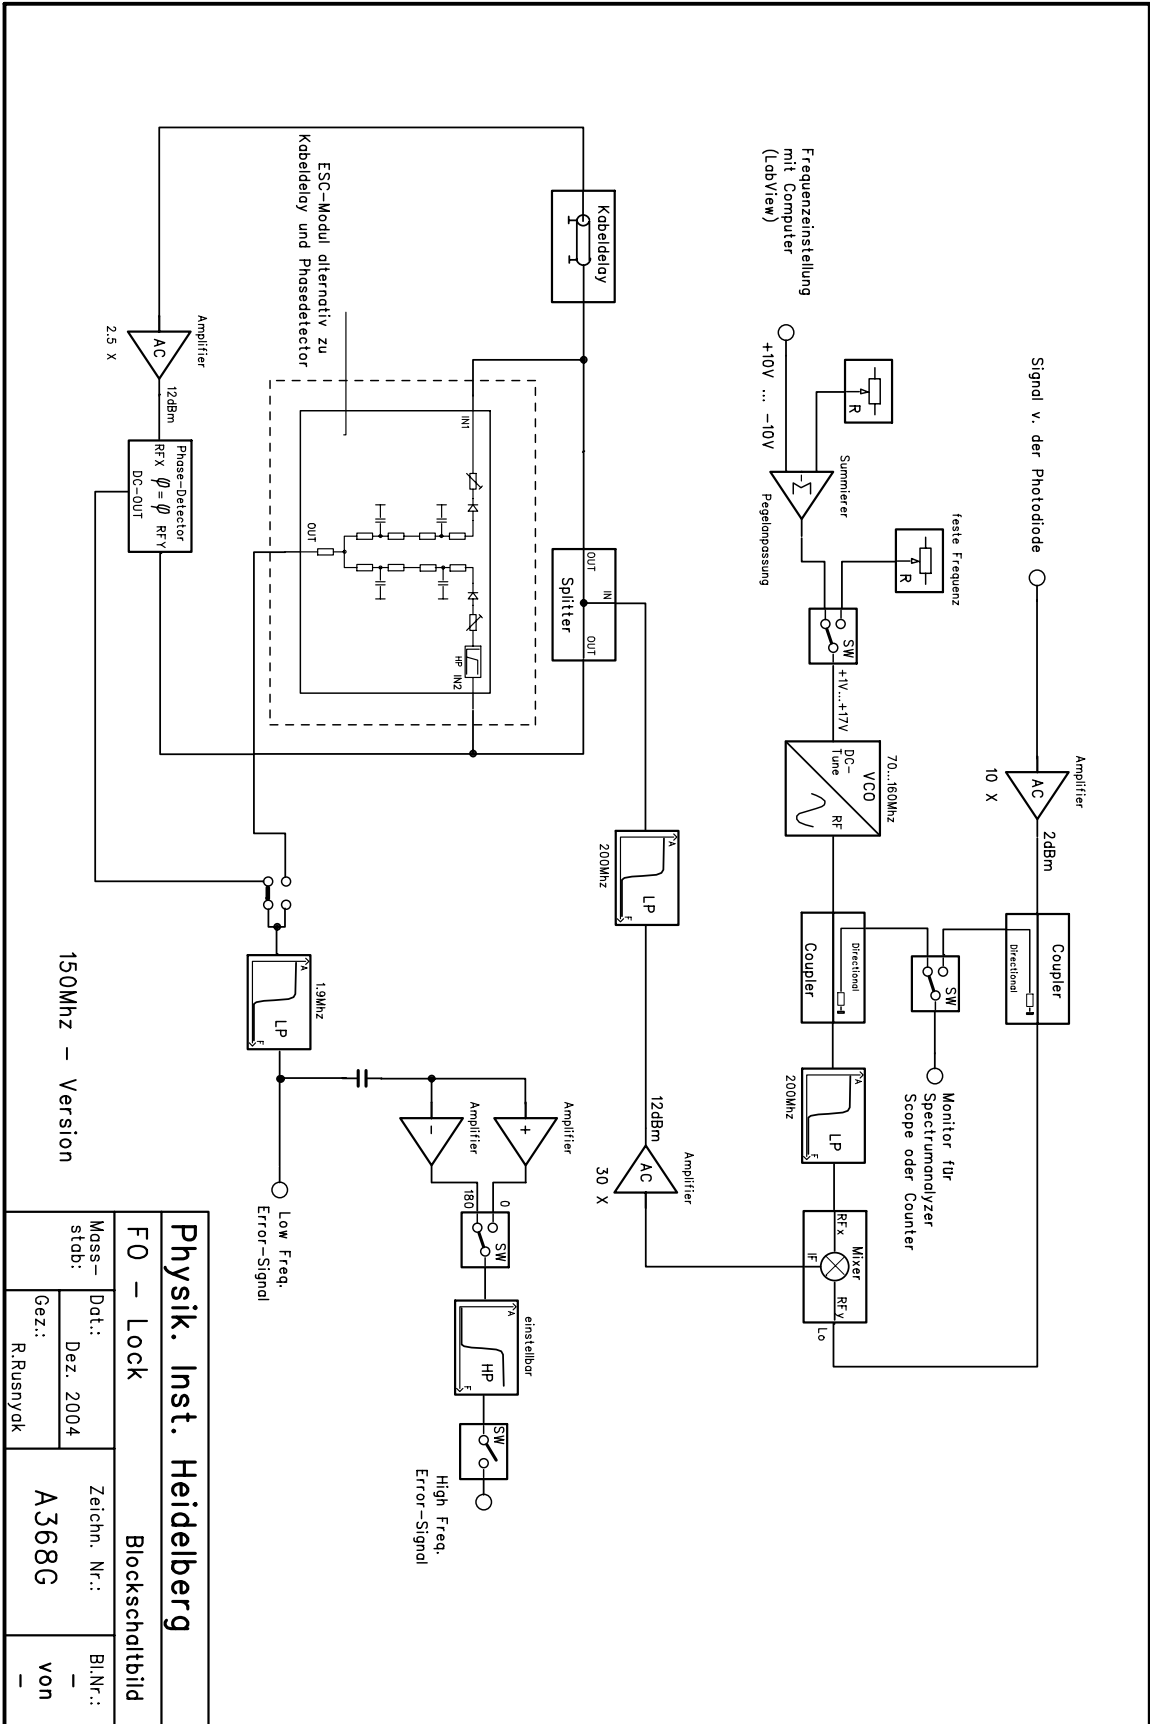 Signal v. der Photodiode
Amplifier
AC
10 X
2dBm
Coupler
Directional
feste Frequenz
R
R
Frequenzeinstellung
mit Computer
(LabView)
+10V ... -10V
Summierer
-Σ
Pegelanpassung
SW
+1V...+17V
70...160Mhz
VCO
DC-
Tune
RF
Directional
Coupler
SW
Monitor für
Spectrumanalyzer
Scope oder Counter
A
LP
F
200Mhz
Mixer
RFx
RFy
IF
Lo
Amplifier
12dBm
AC
30 X
A
LP
F
200Mhz
OUT
IN
OUT
Splitter
Kabeldelay
ESC-Modul alternativ zu
Kabeldelay und Phasedetector
IN1
OUT
HP
IN2
Amplifier
AC
2.5 X
12dBm
Phase-Detector
RFX φ = φ RFY
DC-OUT
1.9Mhz
A
LP
F
Low Freq.
Error-Signal
Amplifier
+
Amplifier
-
0
180
SW
einstellbar
A
HP
F
SW
High Freq.
Error-Signal
150Mhz - Version
Physik. Inst. Heidelberg
FO - Lock
Blockschaltbild
Mass-
stab:
Dat.:
Dez. 2004
Gez.:
R.Rusnyak
Zeichn. Nr.:
A368G
Bl.Nr.:
-
von
-